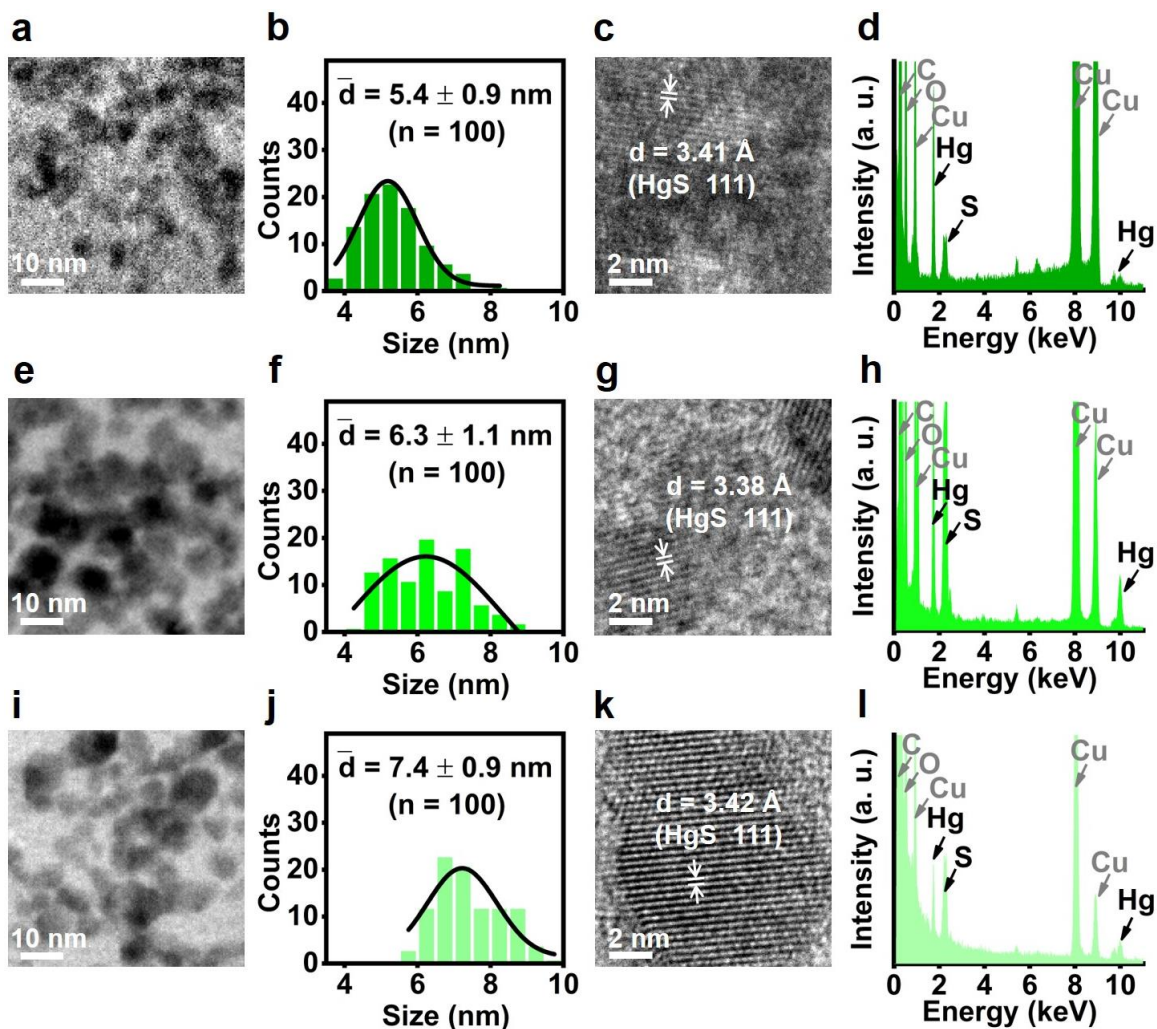 a
10 nm
b
d̅ = 5.4 ± 0.9 nm
(n = 100)
Counts
40
30
20
10
0
4 6 8 10
Size (nm)
c
d = 3.41 Å
(HgS 111)
2 nm
d
Intensity (a. u.)
C
O
Cu
Hg
S
Cu
Cu
Hg
0 2 4 6 8 10
Energy (keV)
e
10 nm
f
d̅ = 6.3 ± 1.1 nm
(n = 100)
Counts
40
30
20
10
0
4 6 8 10
Size (nm)
g
d = 3.38 Å
(HgS 111)
2 nm
h
Intensity (a. u.)
C
O
Cu
Hg
S
Cu
Cu
Hg
0 2 4 6 8 10
Energy (keV)
i
10 nm
j
d̅ = 7.4 ± 0.9 nm
(n = 100)
Counts
40
30
20
10
0
4 6 8 10
Size (nm)
k
d = 3.42 Å
(HgS 111)
2 nm
l
Intensity (a. u.)
C
O
Cu
Hg
S
Cu
Cu
Hg
0 2 4 6 8 10
Energy (keV)